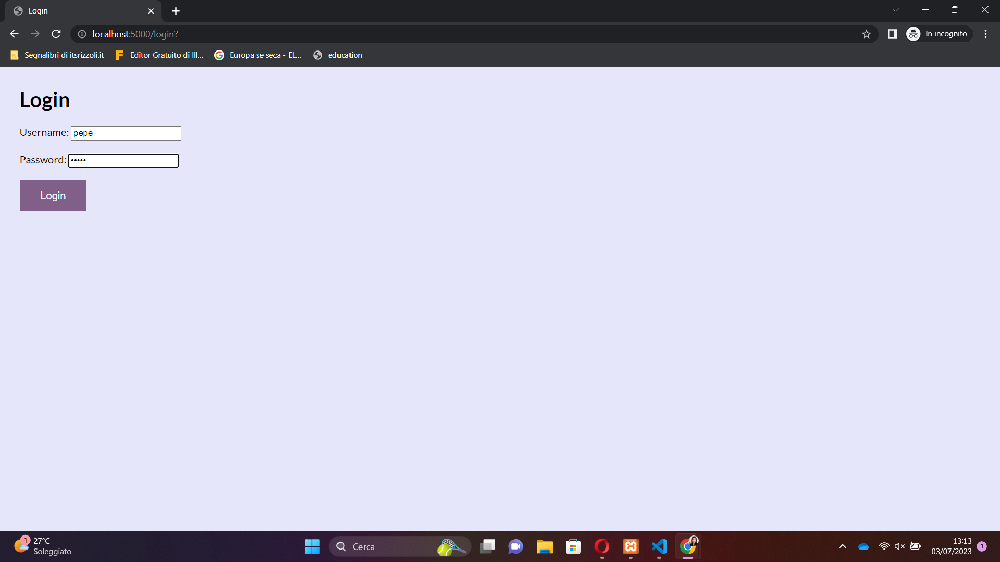 Login
localhost:5000/login?
In incognito
Segnalibri di itsrizzoli.it
Editor Gratuito di Ill...
Europa se seca - EL...
education
Login
Username: pepe
Password: •••••
Login
1
27°C
Soleggiato
Cerca
13:13
03/07/2023
1